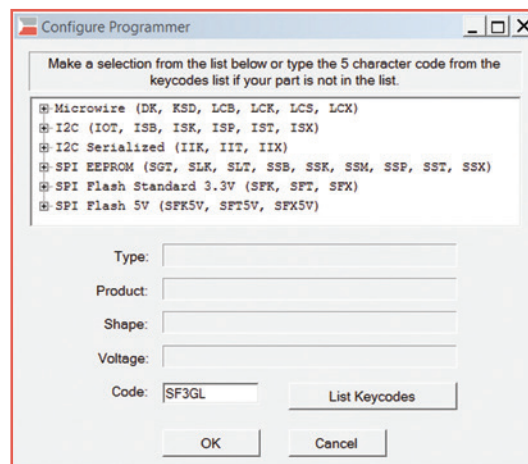 Configure Programmer
Make a selection from the list below or type the 5 character code from the
keycodes list if your part is not in the list.
Microwire (DK, KSD, LCB, LCK, LCS, LCX)
I2C (IOT, ISB, ISK, ISP, IST, ISX)
I2C Serialized (IIK, IIT, IIX)
SPI EEPROM (SGT, SLK, SLT, SSB, SSK, SSM, SSP, SST, SSX)
SPI Flash Standard 3.3V (SFK, SFT, SFX)
SPI Flash 5V (SFK5V, SFT5V, SFX5V)
Type:
Product:
Shape:
Voltage:
Code: SF3GL List Keycodes
OK Cancel